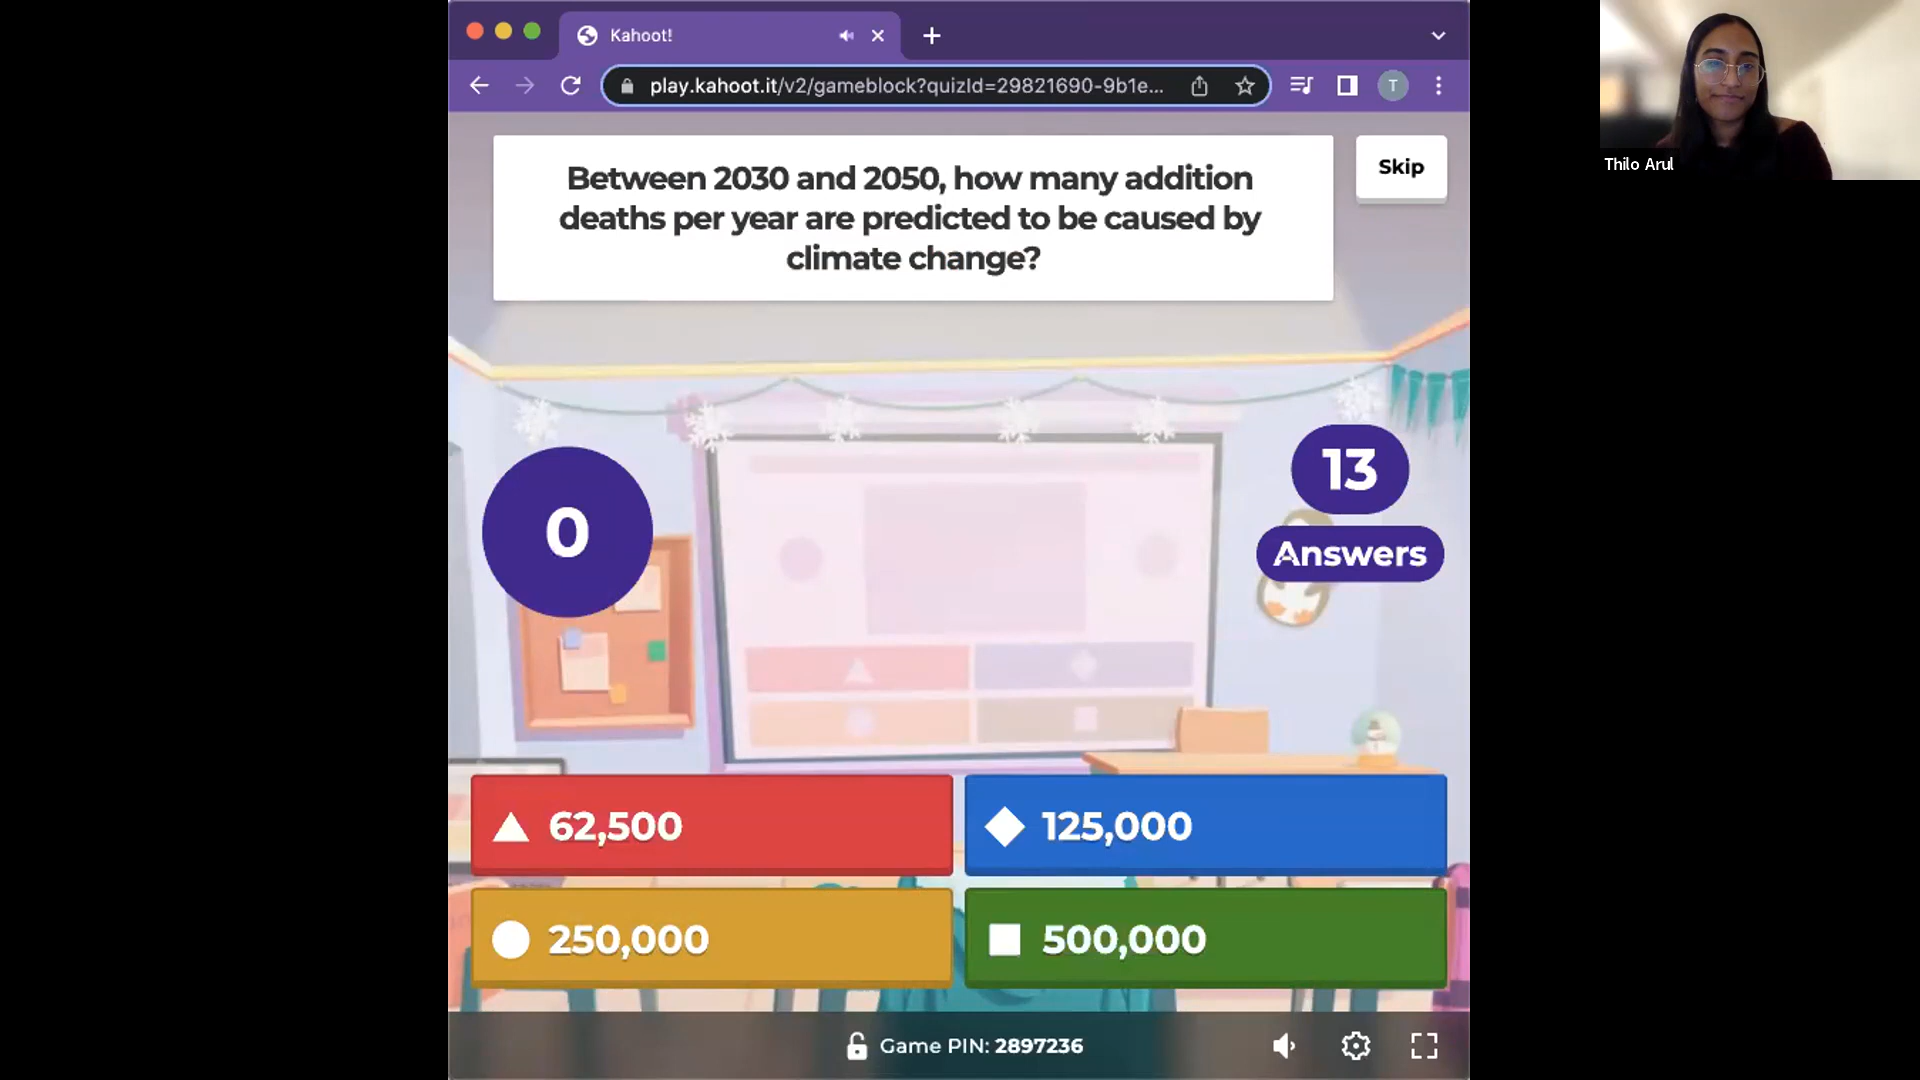 Kahoot!
play.kahoot.it/v2/gameblock?quizId=29821690-9b1e...
T
Between 2030 and 2050, how many addition
deaths per year are predicted to be caused by
climate change?
Skip
0
13
Answers
62,500
125,000
250,000
500,000
Game PIN: 2897236
Thilo Arul